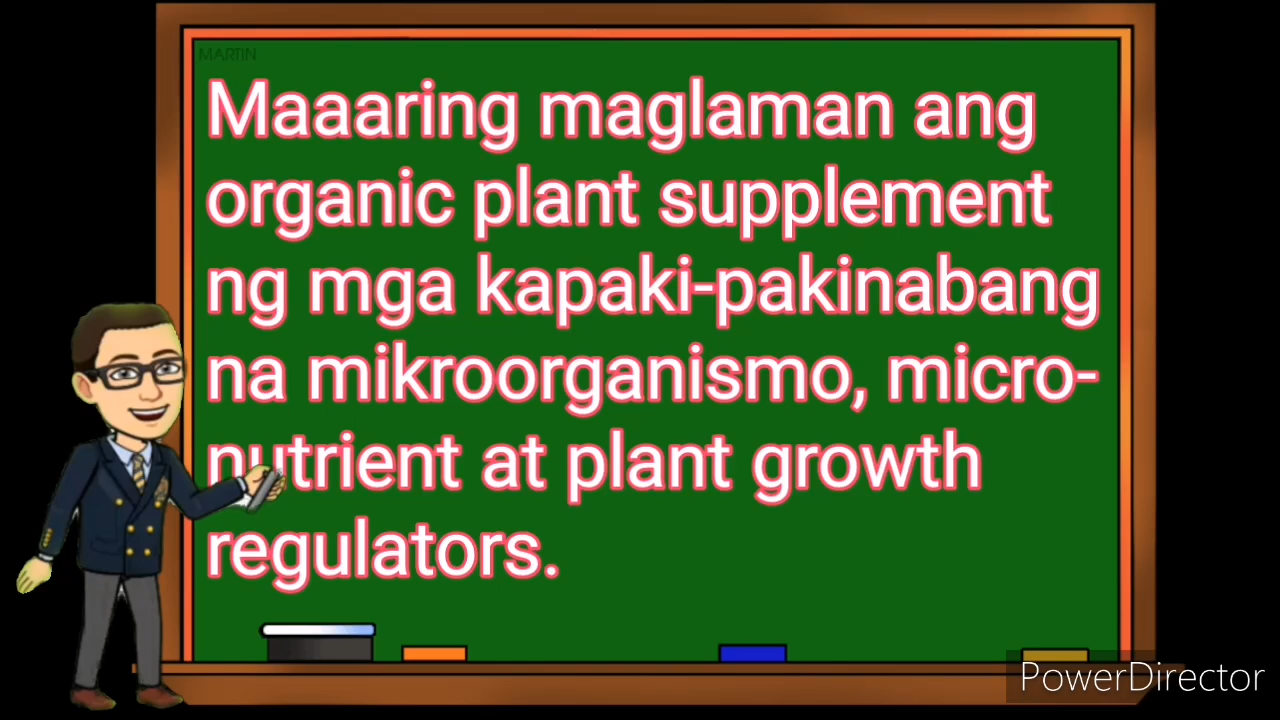 MARTIN
Maaaring maglaman ang
organic plant supplement
ng mga kapaki-pakinabang
na mikroorganismo, micro-
nutrient at plant growth
regulators.
PowerDirector